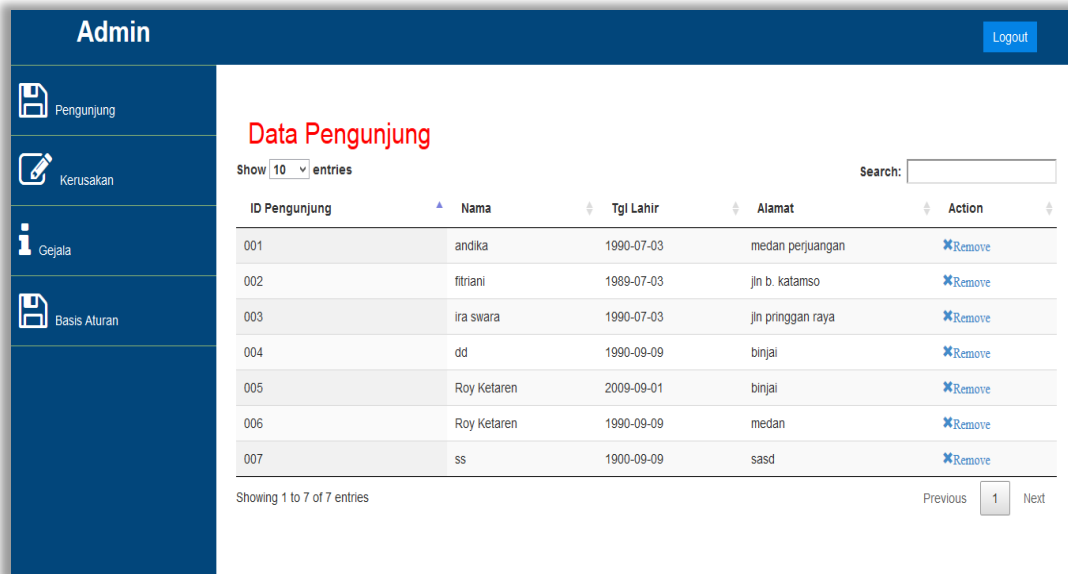 Admin
Logout
Pengunjung
Kerusakan
Gejala
Basis Aturan
Data Pengunjung
Show 10 entries Search:
ID Pengunjung Nama Tgl Lahir Alamat Action
001 andika 1990-07-03 medan perjuangan Remove
002 fitriani 1989-07-03 jln b. katamso Remove
003 ira swara 1990-07-03 jln pringgan raya Remove
004 dd 1990-09-09 binjai Remove
005 Roy Ketaren 2009-09-01 binjai Remove
006 Roy Ketaren 1990-09-09 medan Remove
007 ss 1900-09-09 sasd Remove
Showing 1 to 7 of 7 entries Previous 1 Next